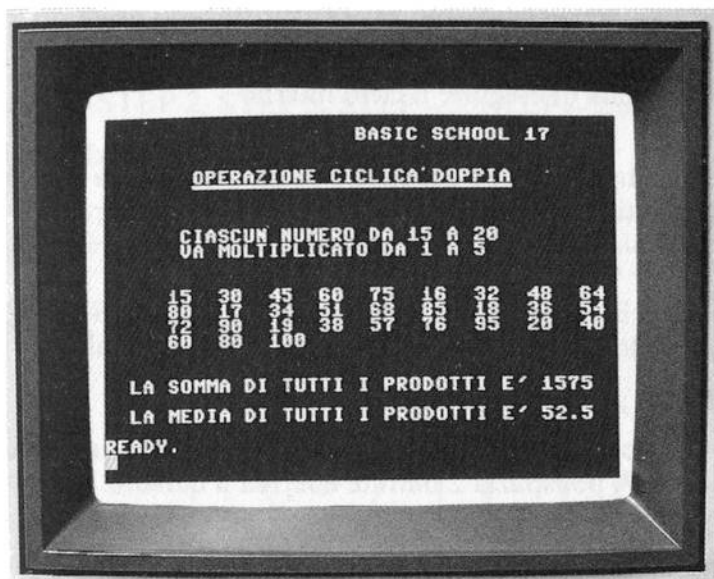 BASIC SCHOOL 17
OPERAZIONE CICLICA' DOPPIA
CIASCUN NUMERO DA 15 A 20
VA MOLTIPLICATO DA 1 A 5
15 30 45 60 75 16 32 48 64
80 17 34 51 68 85 18 36 54
72 90 19 38 57 76 95 20 40
60 80 100
LA SOMMA DI TUTTI I PRODOTTI E' 1575
LA MEDIA DI TUTTI I PRODOTTI E' 52.5
READY.